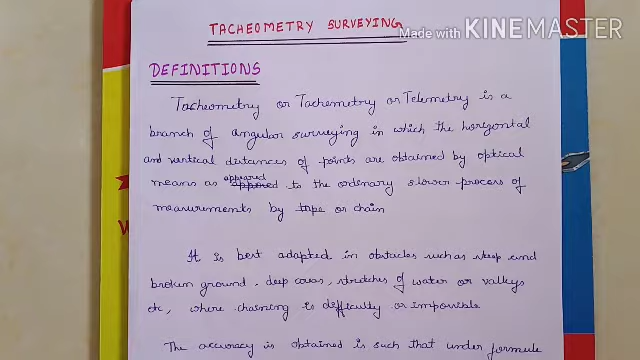 TACHEOMETRY SURVEYING
Made with KINEMASTER
DEFINITIONS
Tacheometry or Tachemetry or Telemetry is a
branch of angular surveying in which the horizontal
and vertical distances of points are obtained by optical
means as appeared to the ordinary slower process of
measurements by tape or chain
It is best adapted in obstacles such as steep and
broken ground, deep stretches of water or valleys
etc, where chaining is difficulty or impossible
The accuracy is obtained is such that under formule